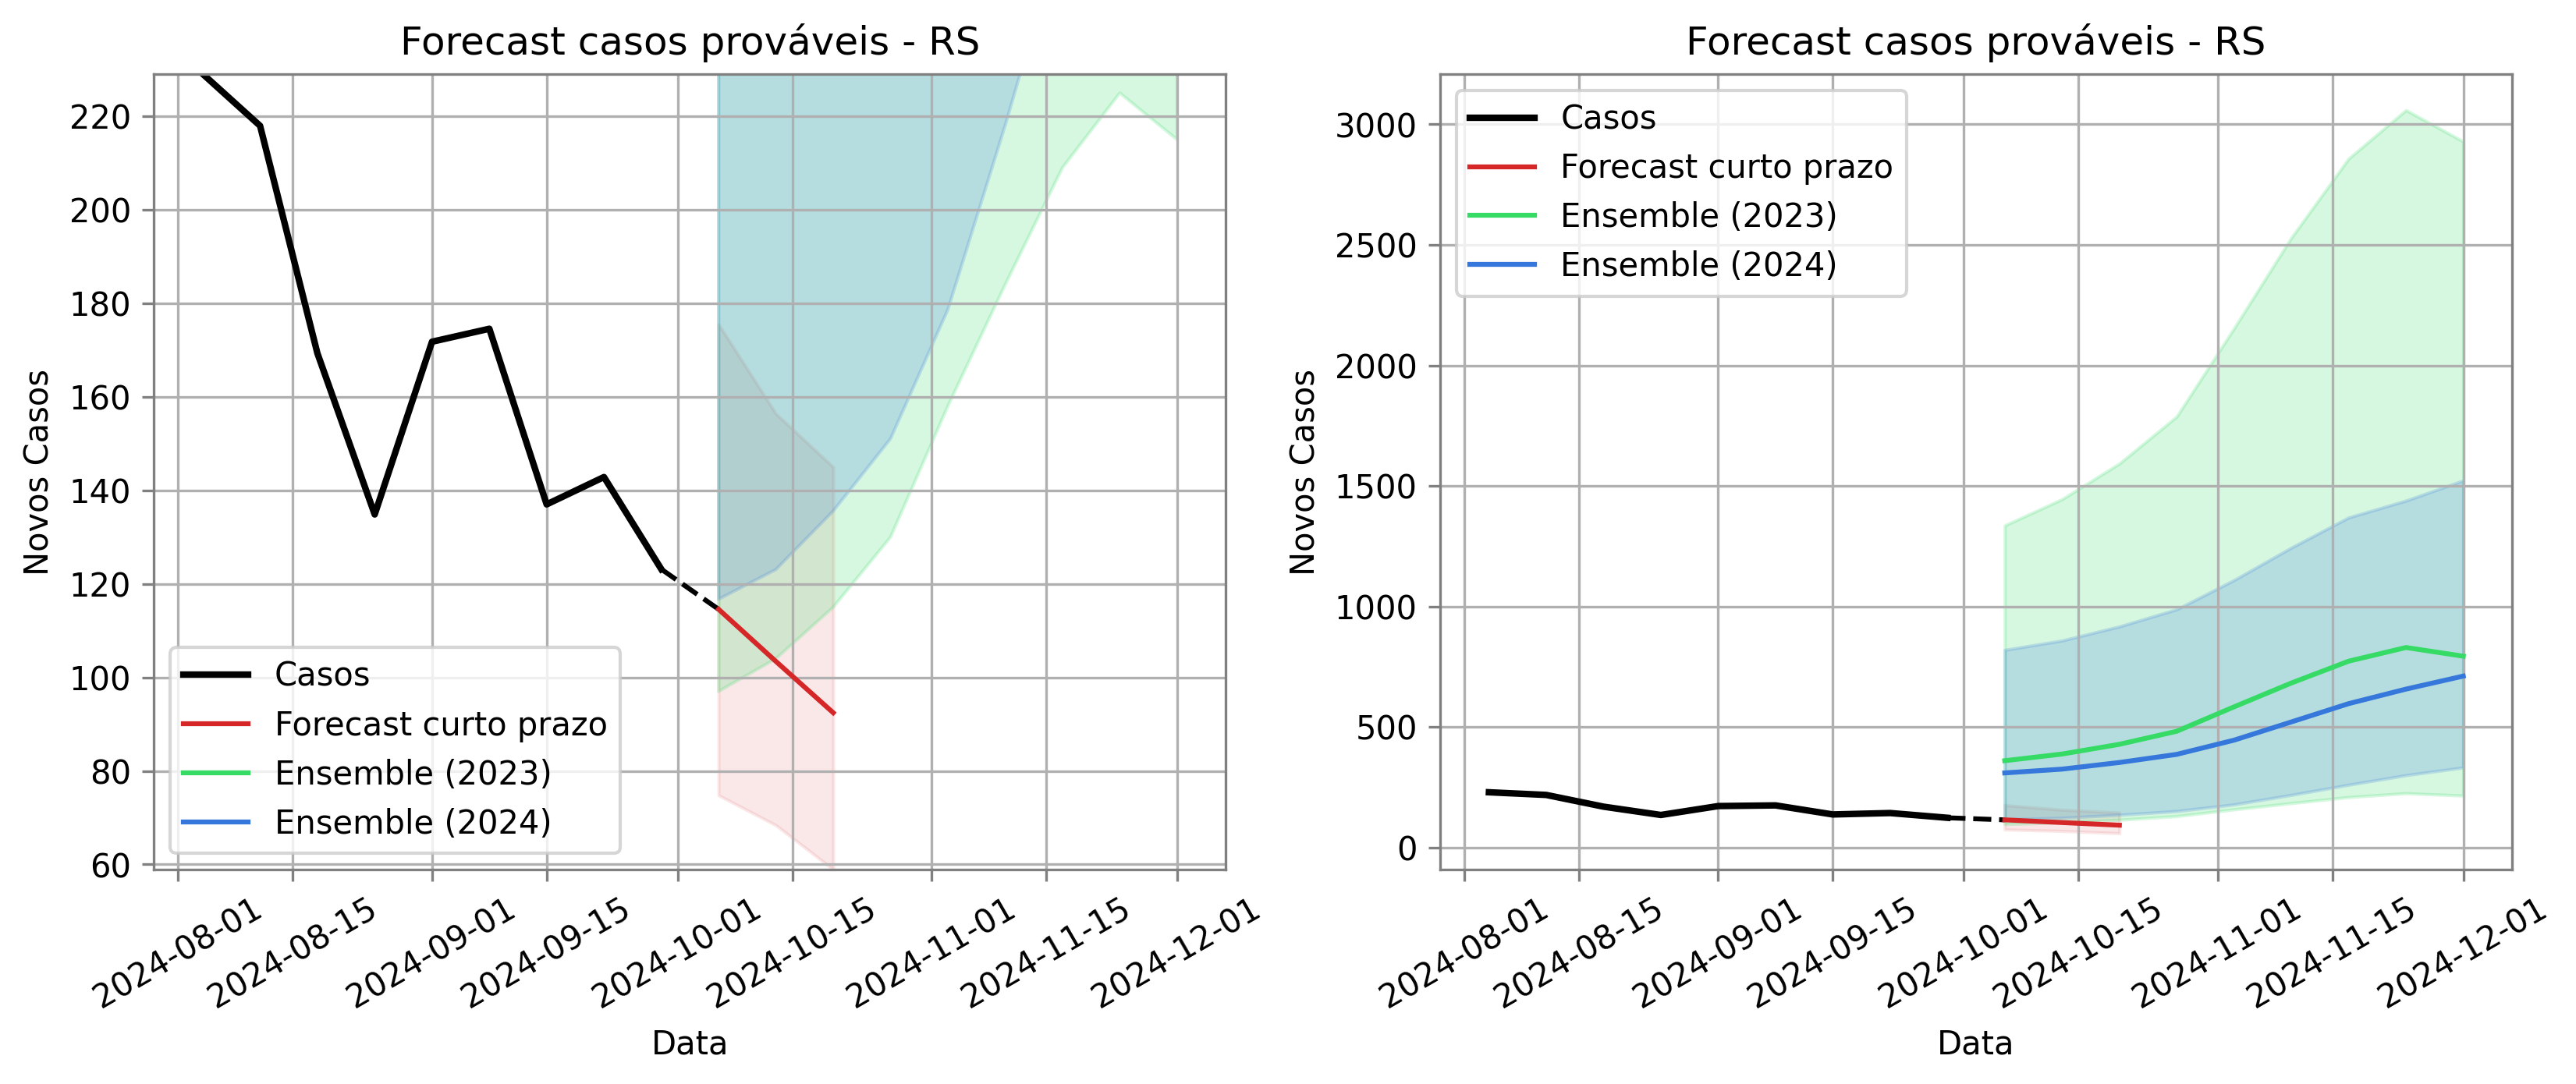 Forecast casos prováveis - RS
Novos Casos
220
200
180
160
140
120
100
80
60
Casos
Forecast curto prazo
Ensemble (2023)
Ensemble (2024)
2024-08-01
2024-08-15
2024-09-01
2024-09-15
2024-10-01
2024-10-15
2024-11-01
2024-11-15
2024-12-01
Data
Forecast casos prováveis - RS
Novos Casos
3000
2500
2000
1500
1000
500
0
Casos
Forecast curto prazo
Ensemble (2023)
Ensemble (2024)
2024-08-01
2024-08-15
2024-09-01
2024-09-15
2024-10-01
2024-10-15
2024-11-01
2024-11-15
2024-12-01
Data